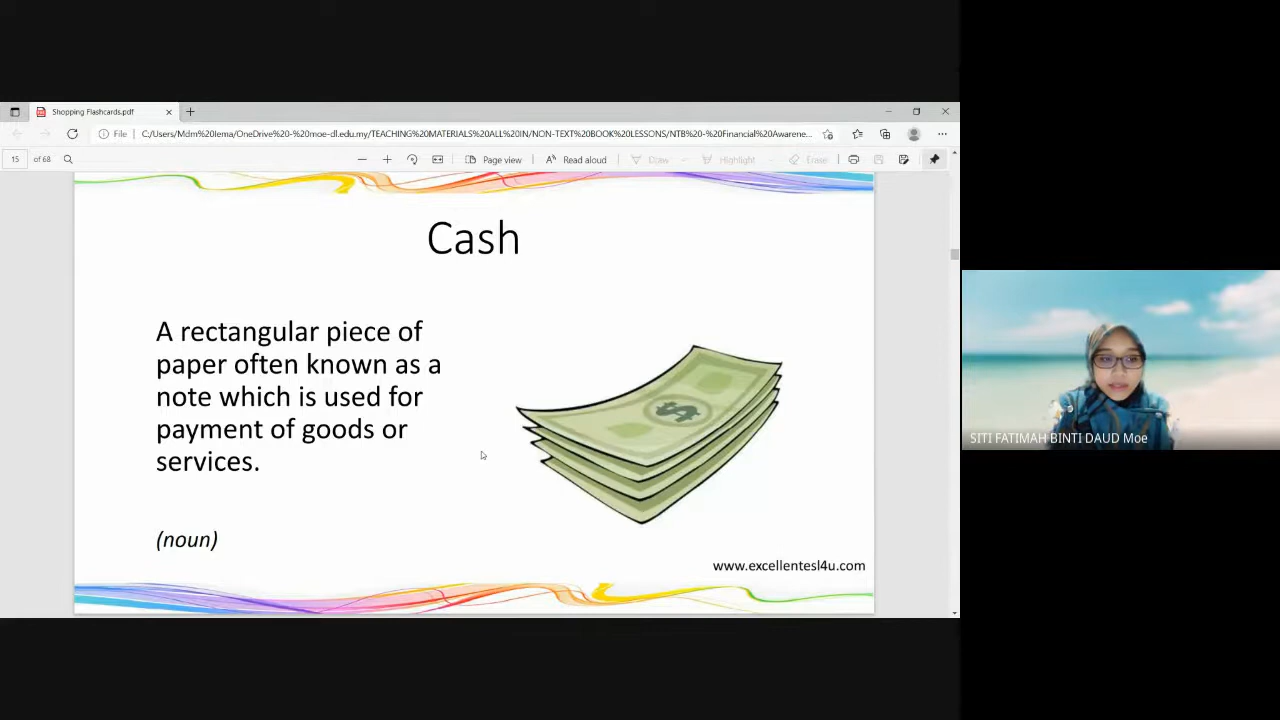 Shopping Flashcards.pdf
File
C:/Users/Mdm%20Iema/OneDrive%20-%20moe-dl.edu.my/TEACHING%20MATERIALS%20ALL%20IN/NON-TEXT%20BOOK%20LESSONS/NTB%20-%20Financial%20Awarene...
15 of 68
Page view
Read aloud
Draw
Highlight
Erase
Cash
A rectangular piece of
paper often known as a
note which is used for
payment of goods or
services.
(noun)
$
www.excellentesl4u.com
SITI FATIMAH BINTI DAUD Moe